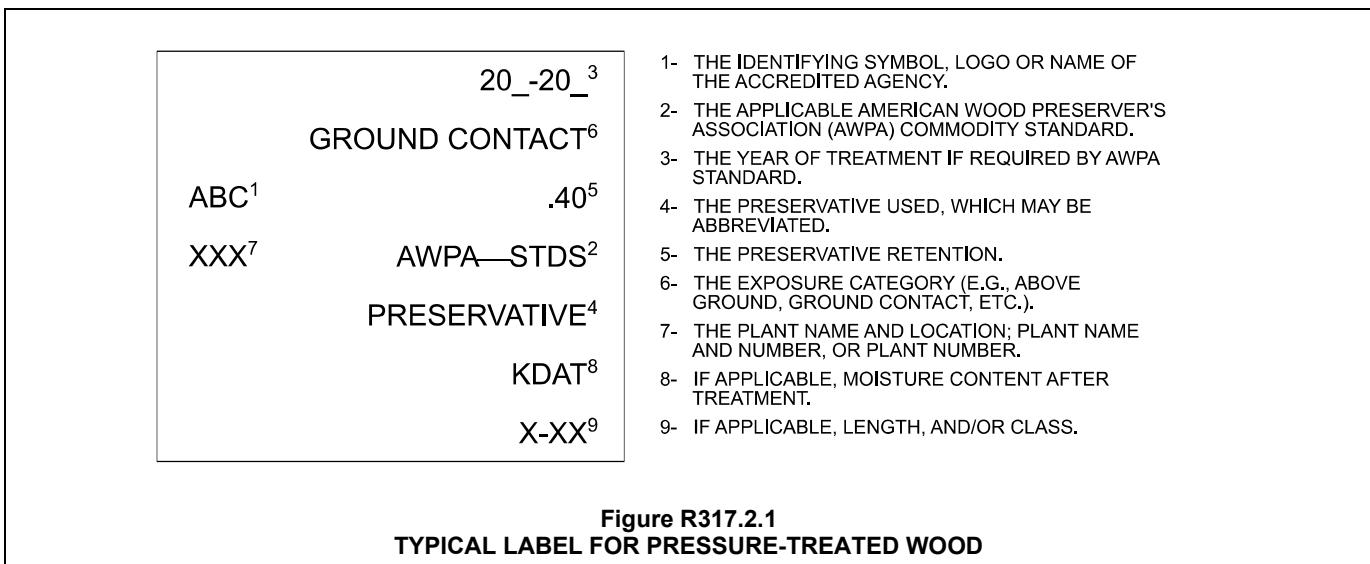 20_-20_3
GROUND CONTACT6
ABC1 .405
XXX7 AWPA—STDS2
PRESERVATIVE4
KDAT8
X-XX9
1- THE IDENTIFYING SYMBOL, LOGO OR NAME OF
THE ACCREDITED AGENCY.
2- THE APPLICABLE AMERICAN WOOD PRESERVER'S
ASSOCIATION (AWPA) COMMODITY STANDARD.
3- THE YEAR OF TREATMENT IF REQUIRED BY AWPA
STANDARD.
4- THE PRESERVATIVE USED, WHICH MAY BE
ABBREVIATED.
5- THE PRESERVATIVE RETENTION.
6- THE EXPOSURE CATEGORY (E.G., ABOVE
GROUND, GROUND CONTACT, ETC.).
7- THE PLANT NAME AND LOCATION; PLANT NAME
AND NUMBER, OR PLANT NUMBER.
8- IF APPLICABLE, MOISTURE CONTENT AFTER
TREATMENT.
9- IF APPLICABLE, LENGTH, AND/OR CLASS.
Figure R317.2.1
TYPICAL LABEL FOR PRESSURE-TREATED WOOD